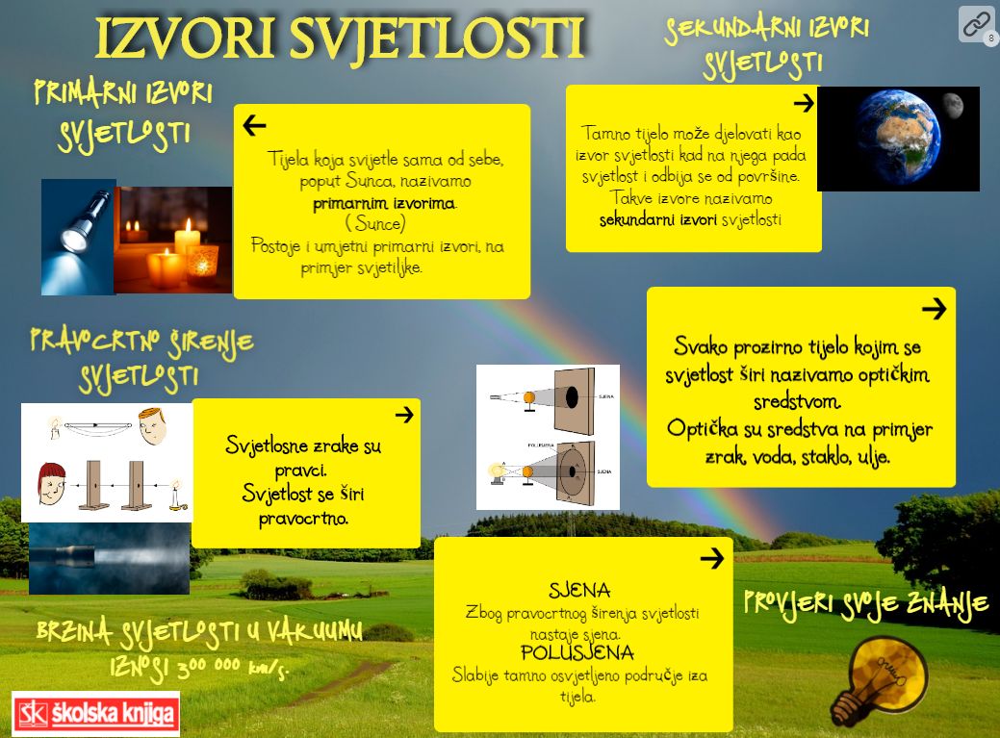 IZVORI SVJETLOSTI
SEKUNDARNI IZVORI
SVJETLOSTI
8
PRIMARNI IZVORI
SVJETLOSTI
Tijela koja svijetle sama od sebe,
poput Sunca, nazivamo
primarnim izvorima.
( Sunce)
Postoje i umjetni primarni izvori, na
primjer svjetiljke.
Tamno tijelo može djelovati kao
izvor svjetlosti kad na njega pada
svjetlost i odbija se od površine.
Takve izvore nazivamo
sekundarni izvori svjetlosti
PRAVOCRTNO ŠIRENJE
SVJETLOSTI
Svjetlosne zrake su
pravci.
Svjetlost se širi
pravocrtno.
SJENA
POLUSJENA
SJENA
A
B
Svako prozirno tijelo kojim se
svjetlost širi nazivamo optičkim
sredstvom.
Optička su sredstva na primjer
zrak, voda, staklo, ulje.
SJENA
Zbog pravocrtnog širenja svjetlosti
nastaje sjena.
POLUSJENA
Slabije tamno osvjetljeno područje iza
tijela.
PROVJERI SVOJE ZNANJE
BRZINA SVJETLOSTI U VAKUUMU
IZNOSI 300 000 km/s.
ŠK školska knjiga